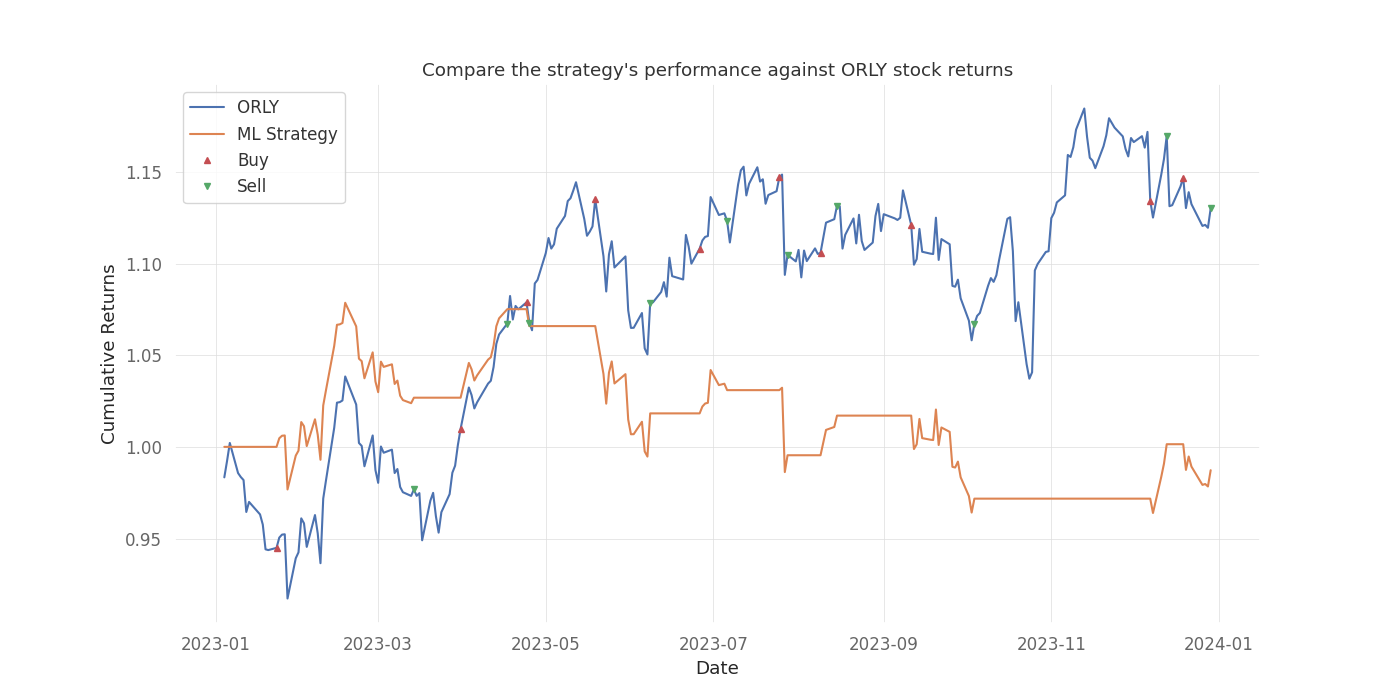 Compare the strategy's performance against ORLY stock returns
ORLY
ML Strategy
Buy
Sell
Cumulative Returns
1.15
1.10
1.05
1.00
0.95
2023-01
2023-03
2023-05
2023-07
2023-09
2023-11
2024-01
Date